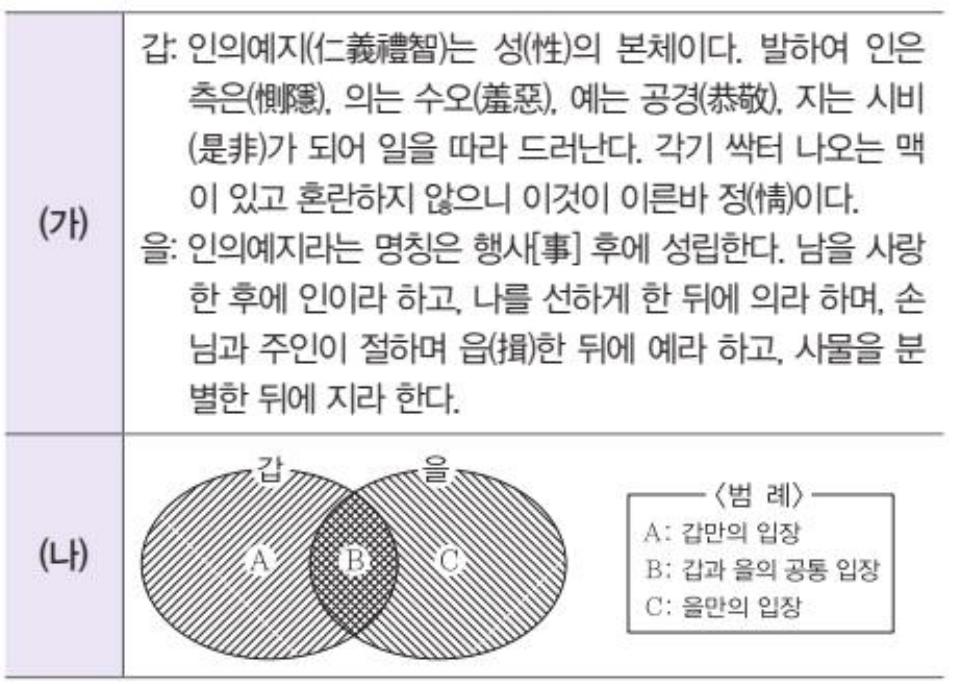 (가)
갑: 인의예지(仁義禮智)는 성(性)의 본체이다. 발하여 인은
측은(惻隱), 의는 수오(羞惡), 예는 공경(恭敬), 지는 시비
(是非)가 되어 일을 따라 드러난다. 각기 싹터 나오는 맥
이 있고 혼란하지 않으니 이것이 이른바 정(情)이다.
을: 인의예지라는 명칭은 행사[事] 후에 성립한다. 남을 사랑
한 후에 인이라 하고, 나를 선하게 한 뒤에 의라 하며, 손
님과 주인이 절하며 읍(揖)한 뒤에 예라 하고, 사물을 분
별한 뒤에 지라 한다.
(나)
갑 을
A B C
〈범 례〉
A: 갑만의 입장
B: 갑과 을의 공통 입장
C: 을만의 입장